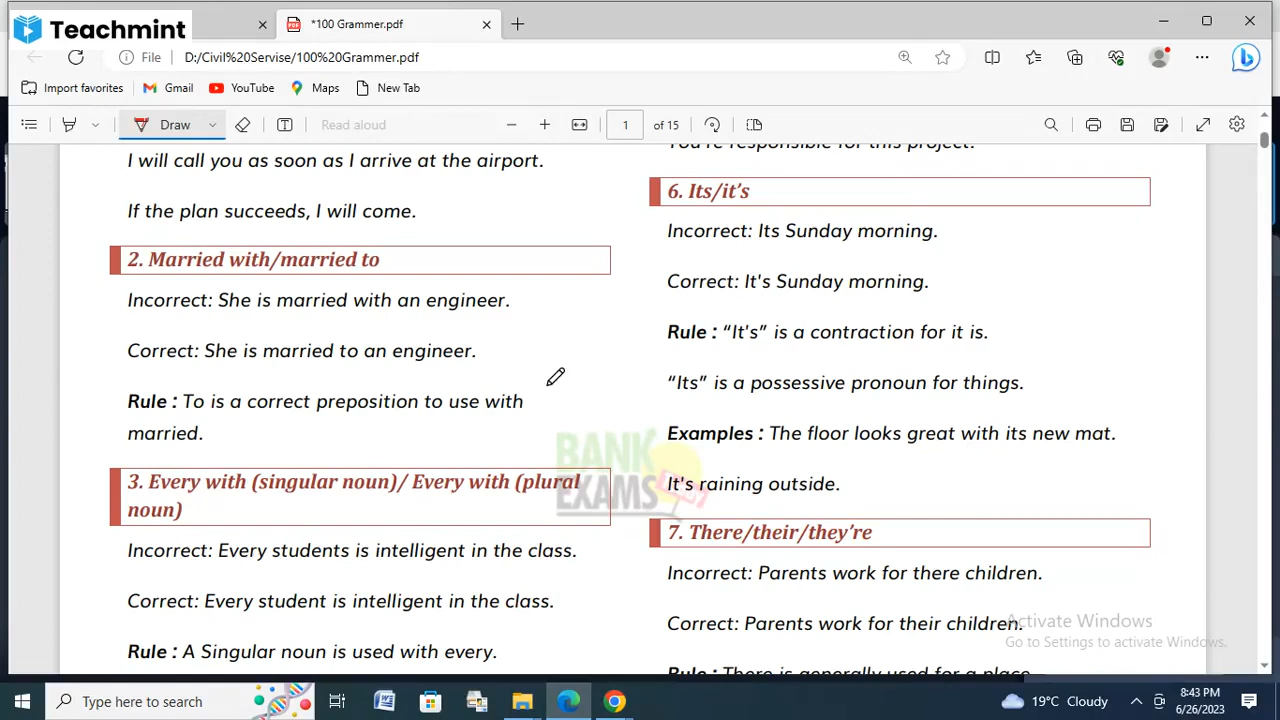 Teachmint
*100 Grammer.pdf
File
D:/Civil%20Servise/100%20Grammer.pdf
Import favorites
Gmail
YouTube
Maps
New Tab
Draw
Read aloud
1
of 15
I will call you as soon as I arrive at the airport.
If the plan succeeds, I will come.
2. Married with/married to
Incorrect: She is married with an engineer.
Correct: She is married to an engineer.
Rule : To is a correct preposition to use with
married.
3. Every with (singular noun)/ Every with (plural
noun)
Incorrect: Every students is intelligent in the class.
Correct: Every student is intelligent in the class.
Rule : A Singular noun is used with every.
You're responsible for this project.
6. Its/it's
Incorrect: Its Sunday morning.
Correct: It's Sunday morning.
Rule : “It's” is a contraction for it is.
“Its” is a possessive pronoun for things.
Examples : The floor looks great with its new mat.
It's raining outside.
7. There/their/they’re
Incorrect: Parents work for there children.
Correct: Parents work for their children.
Rule : There is generally used for a place
BANK
EXAMS
Activate Windows
Go to Settings to activate Windows.
Type here to search
19°C Cloudy
8:43 PM
6/26/2023